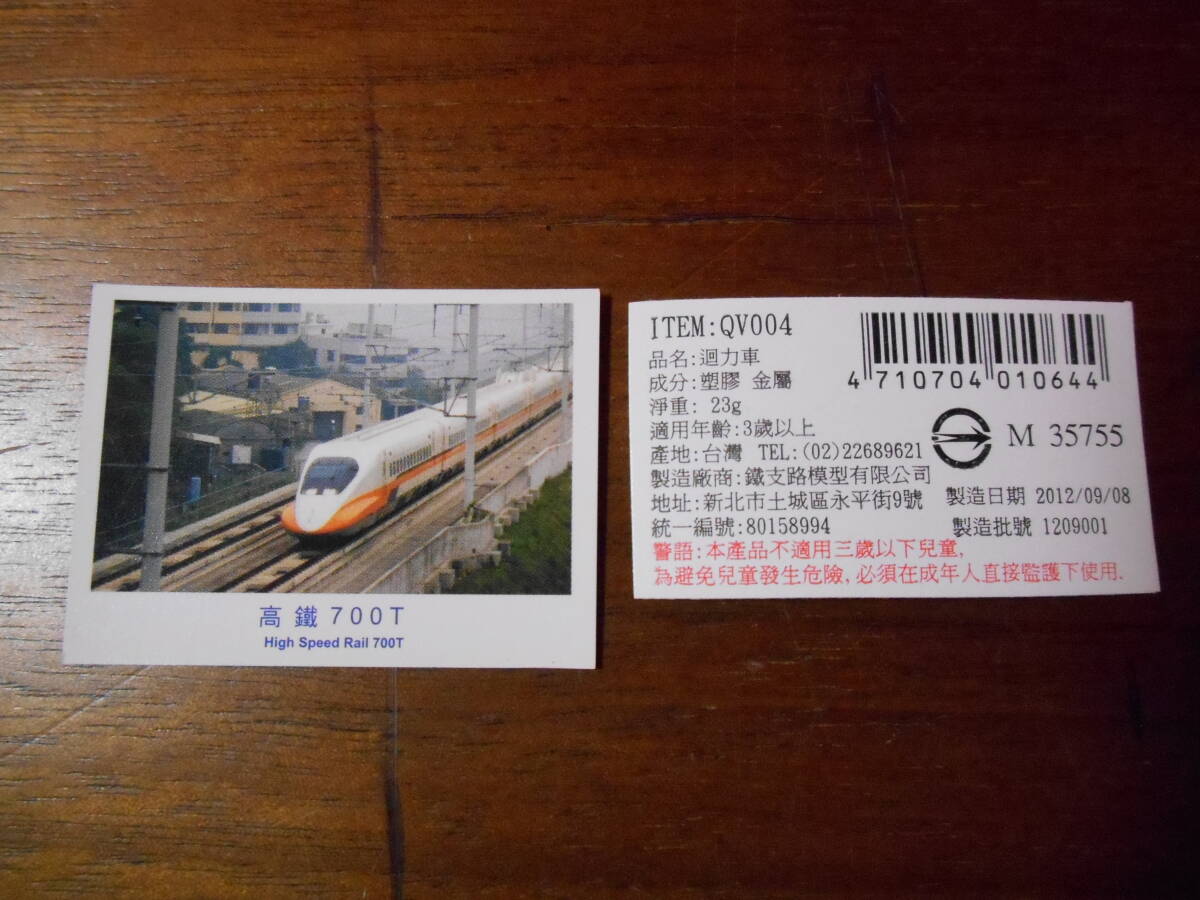 高鐵700T
High Speed Rail 700T
ITEM:QV004
品名:迴力車
成分:塑膠 金屬
淨重: 23g
適用年齡:3歲以上
產地:台灣 TEL:(02)22689621
製造廠商:鐵支路模型有限公司
地址:新北市土城區永平街9號
統一編號:80158994
4 710704 010644
M 35755
製造日期 2012/09/08
製造批號 1209001
警語:本產品不適用三歲以下兒童,
為避免兒童發生危險,必須在成年人直接監護下使用.